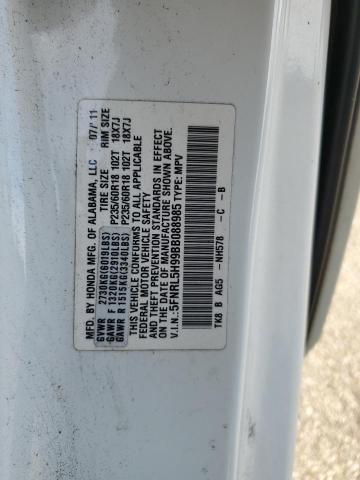 MFD. BY HONDA MFG. OF ALABAMA, LLC 07/'11
TIRE SIZE RIM SIZE
GVWR 2730KG(6019LBS)
GAWR F 1320KG(2910LBS) P235/60R18 102T 18X7J
GAWR R 1515KG(3340LBS) P235/60R18 102T 18X7J
THIS VEHICLE CONFORMS TO ALL APPLICABLE
FEDERAL MOTOR VEHICLE SAFETY
AND THEFT PREVENTION STANDARDS IN EFFECT
ON THE DATE OF MANUFACTURE SHOWN ABOVE.
V.I.N.:5FNRL5H999BB088985 TYPE: MPV
TK8 B AG5 -NH578 -C -B